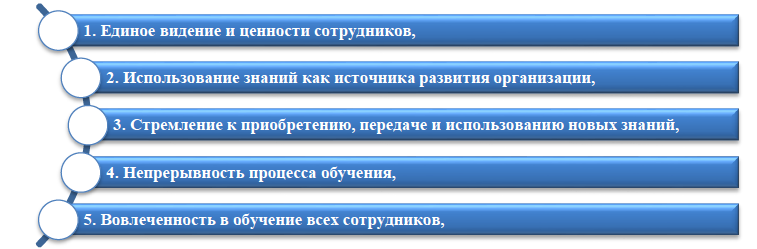 1. Единое видение и ценности сотрудников,
2. Использование знаний как источника развития организации,
3. Стремление к приобретению, передаче и использованию новых знаний,
4. Непрерывность процесса обучения,
5. Вовлеченность в обучение всех сотрудников,